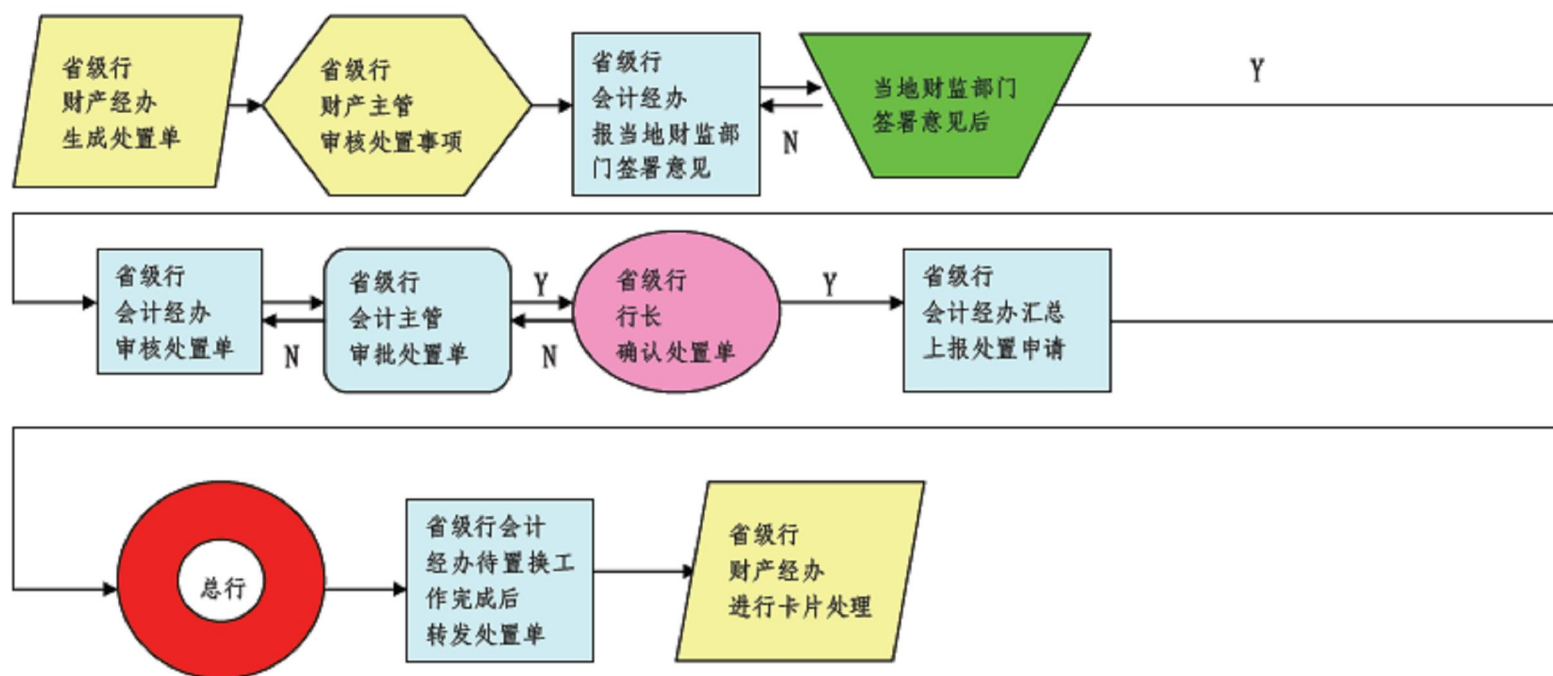 省级行
财产经办
生成处置单
省级行
财产主管
审核处置事项
省级行
会计经办
报当地财监部
门签署意见
N
当地财监部门
签署意见后
Y
省级行
会计经办
审核处置单
N
省级行
会计主管
审批处置单
Y
N
省级行
行长
确认处置单
Y
省级行
会计经办汇总
上报处置申请
总行
省级行会计
经办待置换工
作完成后
转发处置单
省级行
财产经办
进行卡片处理